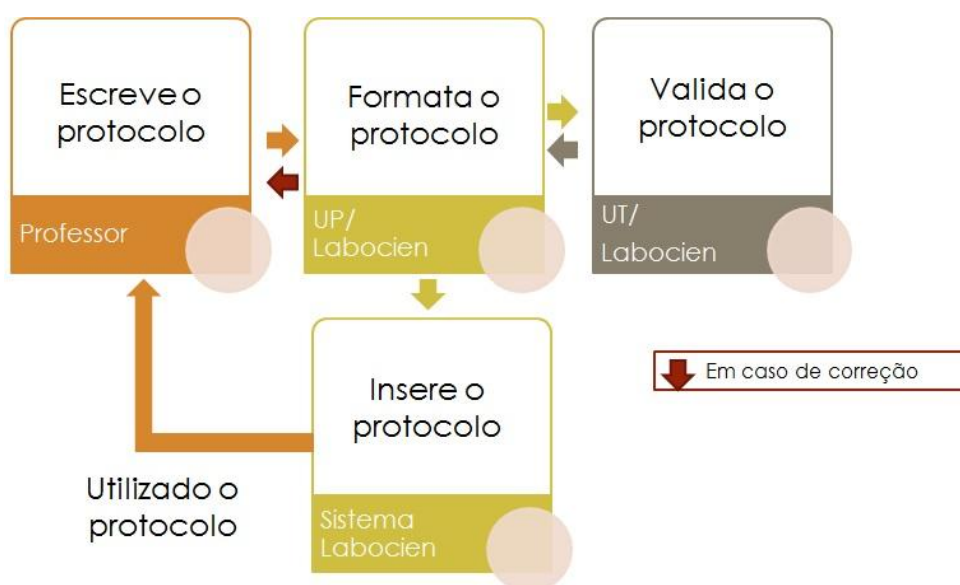 Escreve o
protocolo
Professor
Formata o
protocolo
UP/
Labocien
Valida o
protocolo
UT/
Labocien
Insere o
protocolo
Sistema
Labocien
Em caso de correção
Utilizado o
protocolo